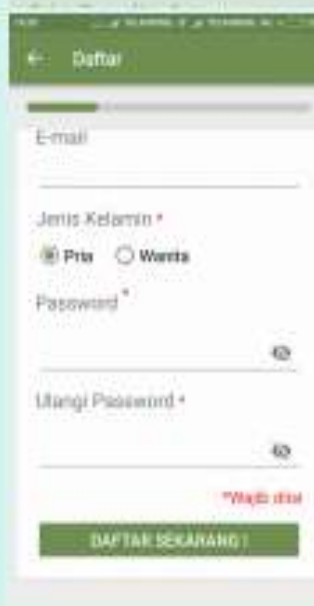 Daftar
E-mail
Jenis Kelamin *
Pria Wanita
Password *
Ulangi Password *
*Wajib diisi
DAFTAR SEKARANG !